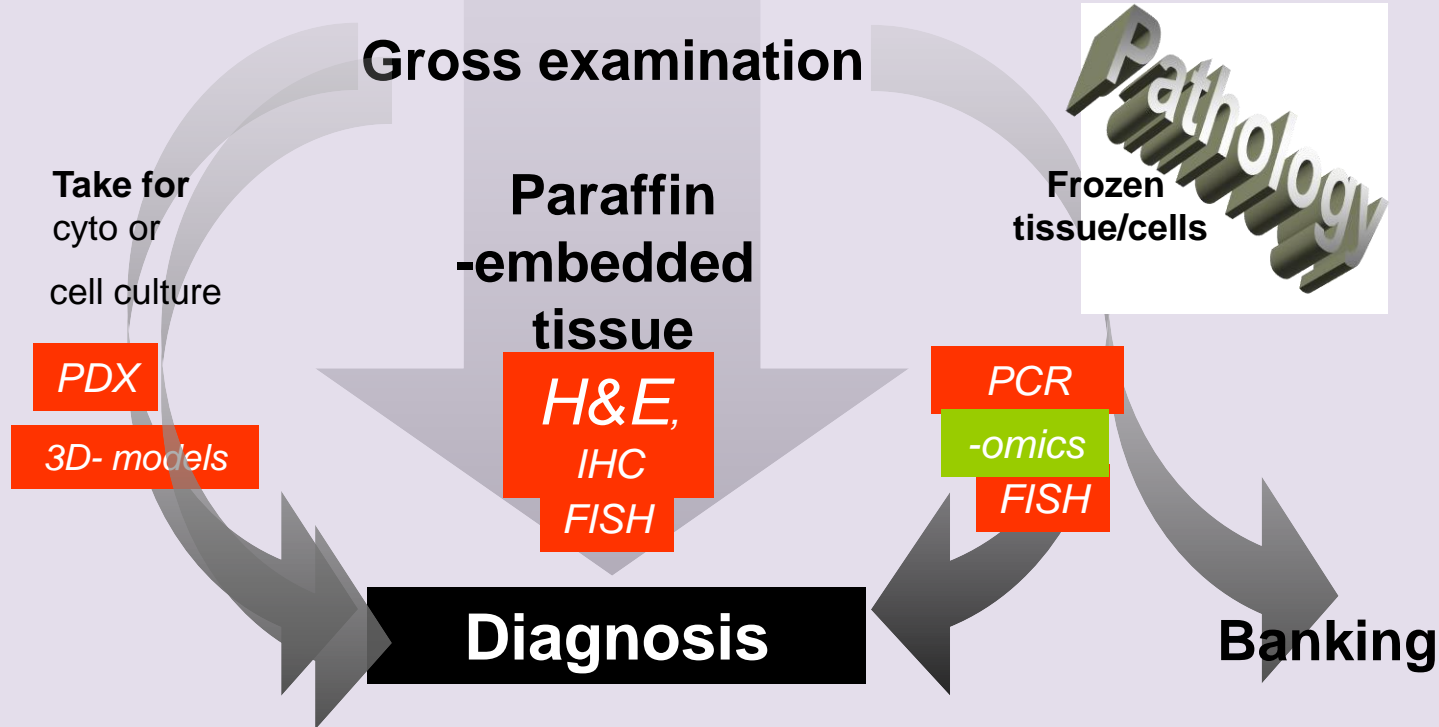 Gross examination
Pathology
Take for
cyto or
cell culture
PDX
3D- models
Paraffin
-embedded
tissue
H&E,
IHC
FISH
Frozen
tissue/cells
PCR
-omics
FISH
Diagnosis
Banking